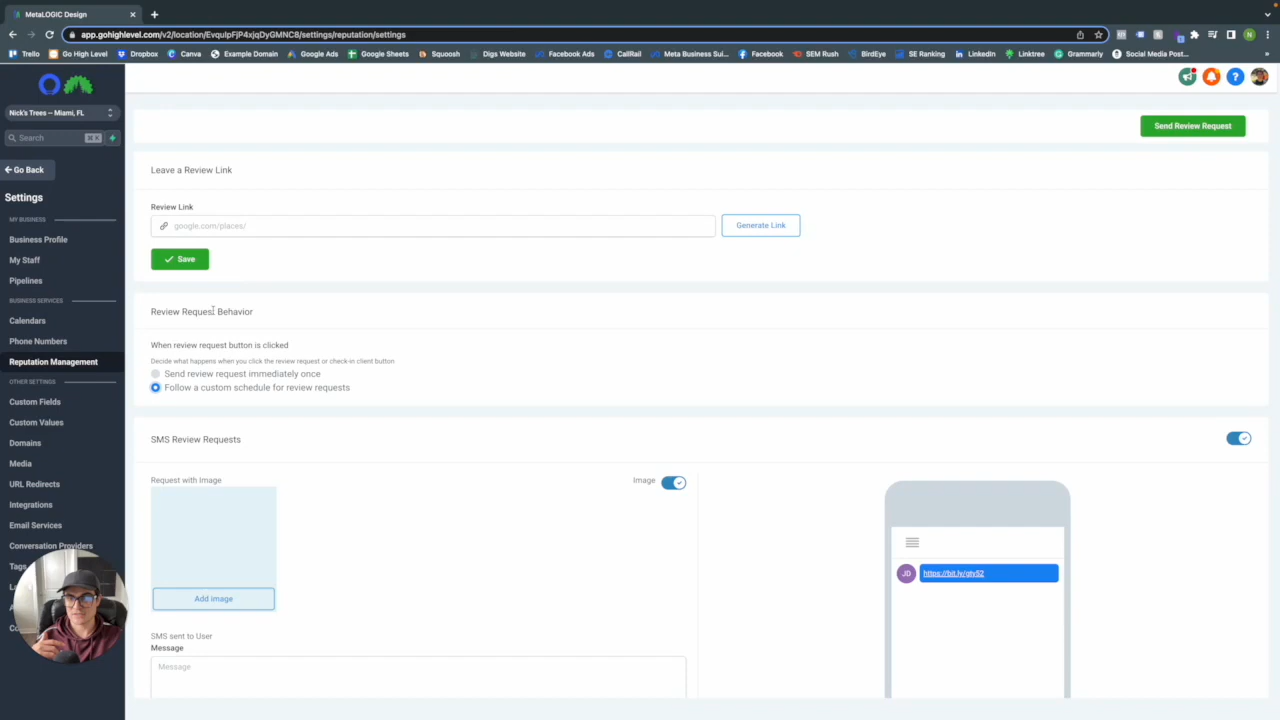 MetaLOGIC Design
app.gohighlevel.com/v2/location/EvquIpFjP4xjqDyGMNC8/settings/reputation/settings
Trello Go High Level Dropbox Canva Example Domain Google Ads Google Sheets Squoosh Digs Website Facebook Ads CallRail Meta Business Sui... Facebook SEM Rush BirdEye SE Ranking LinkedIn Linktree Grammarly Social Media Post...
Nick's Trees -- Miami, FL
Search ⌘ K
Go Back
Settings
MY BUSINESS
Business Profile
My Staff
Pipelines
BUSINESS SERVICES
Calendars
Phone Numbers
Reputation Management
OTHER SETTINGS
Custom Fields
Custom Values
Domains
Media
URL Redirects
Integrations
Email Services
Conversation Providers
Tags
Send Review Request
Leave a Review Link
Review Link
google.com/places/
Generate Link
Save
Review Request Behavior
When review request button is clicked
Decide what happens when you click the review request or check-in client button
Send review request immediately once
Follow a custom schedule for review requests
SMS Review Requests
Request with Image
Image
Add image
SMS sent to User
Message
Message
JD
https://bit.ly/gty52